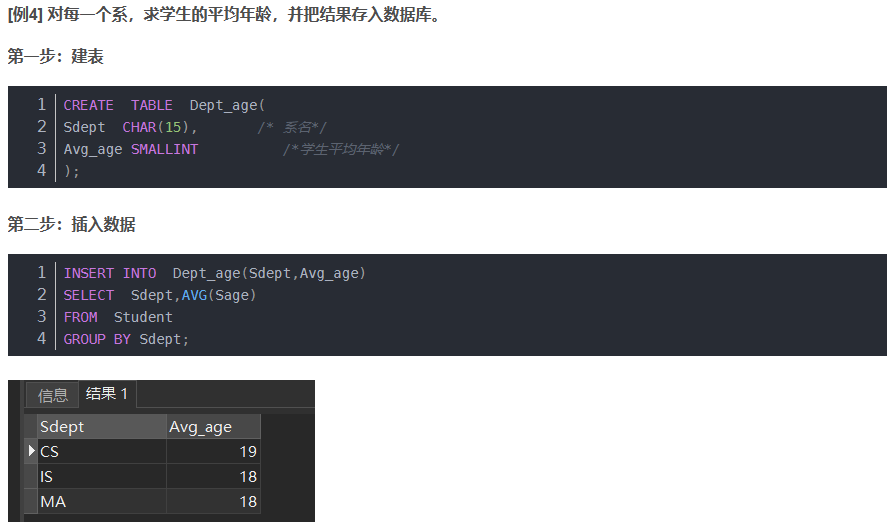 [例4] 对每一个系，求学生的平均年龄，并把结果存入数据库。
第一步：建表
1 CREATE  TABLE  Dept_age(
2 Sdept  CHAR(15),       /* 系名*/
3 Avg_age SMALLINT          /*学生平均年龄*/
4 );
第二步：插入数据
1 INSERT INTO  Dept_age(Sdept,Avg_age)
2 SELECT  Sdept,AVG(Sage)
3 FROM  Student
4 GROUP BY Sdept;
信息 结果 1
Sdept Avg_age
CS 19
IS 18
MA 18